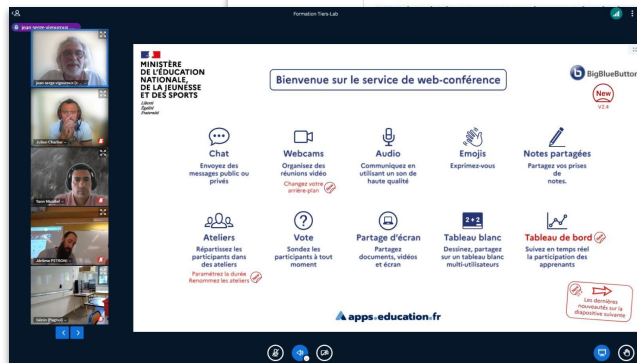 Formation Tiers-Lab
MINISTÈRE
DE L'ÉDUCATION
NATIONALE,
DE LA JEUNESSE
ET DES SPORTS
Liberté
Égalité
Fraternité
Bienvenue sur le service de web-conférence
BigBlueButton
New
V2.4
Chat
Envoyez des
messages public ou
privés
Webcams
Organisez des
réunions vidéo
Changez votre
arrière-plan
Audio
Communiquez en
utilisant un son de
haute qualité
Emojis
Exprimez-vous
Notes partagées
Partagez vos prises
de
notes.
Ateliers
Répartissez les
participants dans
des ateliers
Paramétrez la durée
Renommez les ateliers
Vote
Sondez les
participants à tout
moment
Partage d'écran
Partagez
documents, vidéos
et écran
2+2
Tableau blanc
Dessinez, partagez
sur un tableau blanc
multi-utilisateurs
Tableau de bord
Suivez en temps réel
la participation des
apprenants
Les dernières
nouveautés sur la
diapositive suivante
apps.education.fr
Julien Charlier
Jérôme PETRONI